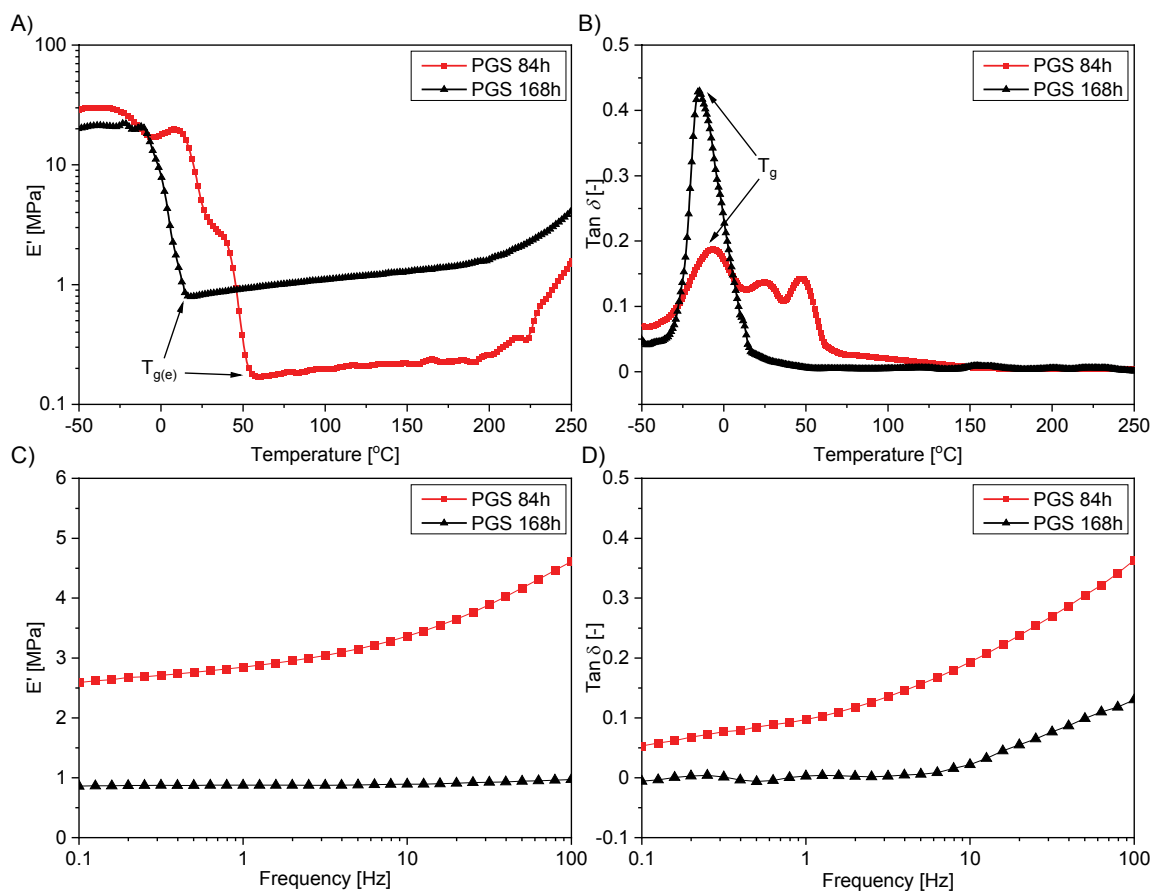 A)
100
10
1
0.1
E' [MPa]
PGS 84h
PGS 168h
T_g(e)
-50 0 50 100 150 200 250
Temperature [°C]
B)
0.5
0.4
0.3
0.2
0.1
0
Tan δ [-]
PGS 84h
PGS 168h
T_g
-50 0 50 100 150 200 250
Temperature [°C]
C)
6
5
4
3
2
1
0
E' [MPa]
PGS 84h
PGS 168h
0.1 1 10 100
Frequency [Hz]
D)
0.5
0.4
0.3
0.2
0.1
0
-0.1
Tan δ [-]
PGS 84h
PGS 168h
0.1 1 10 100
Frequency [Hz]